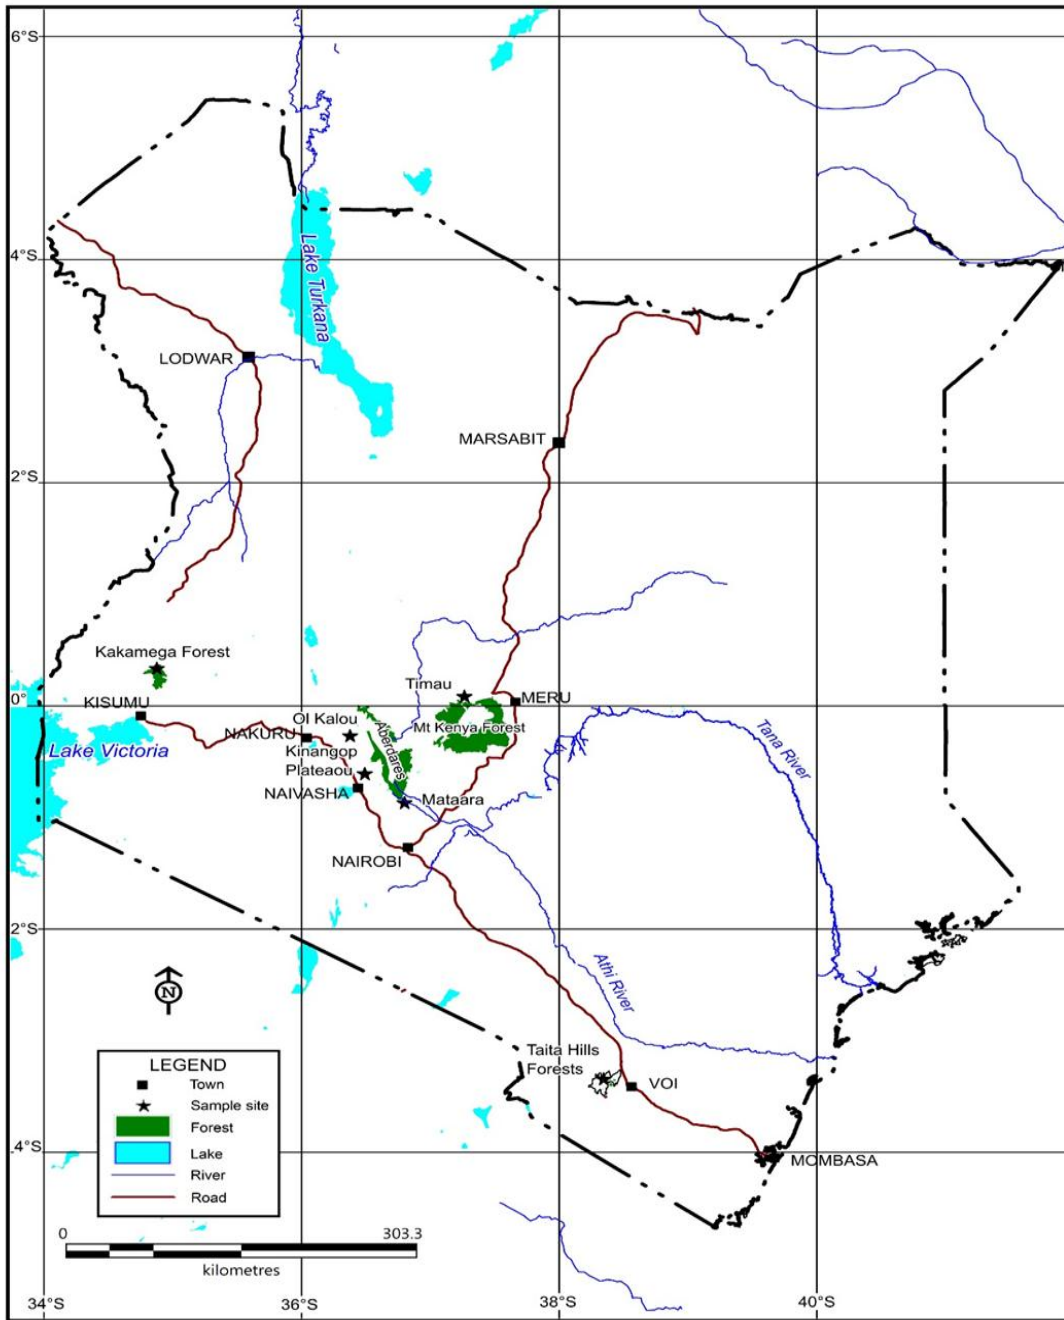 6°S
4°S
Lake Turkana
LODWAR
MARSABIT
2°S
Kakamega Forest
Timau
0°
KISUMU
MERU
Ol Kalou
Mt Kenya Forest
NAKURU
Aberdares
Tana River
Lake Victoria
Kinangop
Plateaou
NAIVASHA
Mataara
NAIROBI
2°S
Athi River
N
Taita Hills
Forests
VOI
LEGEND
Town
Sample site
Forest
Lake
River
Road
4°S
MOMBASA
0 303.3
kilometres
34°S 36°S 38°S 40°S